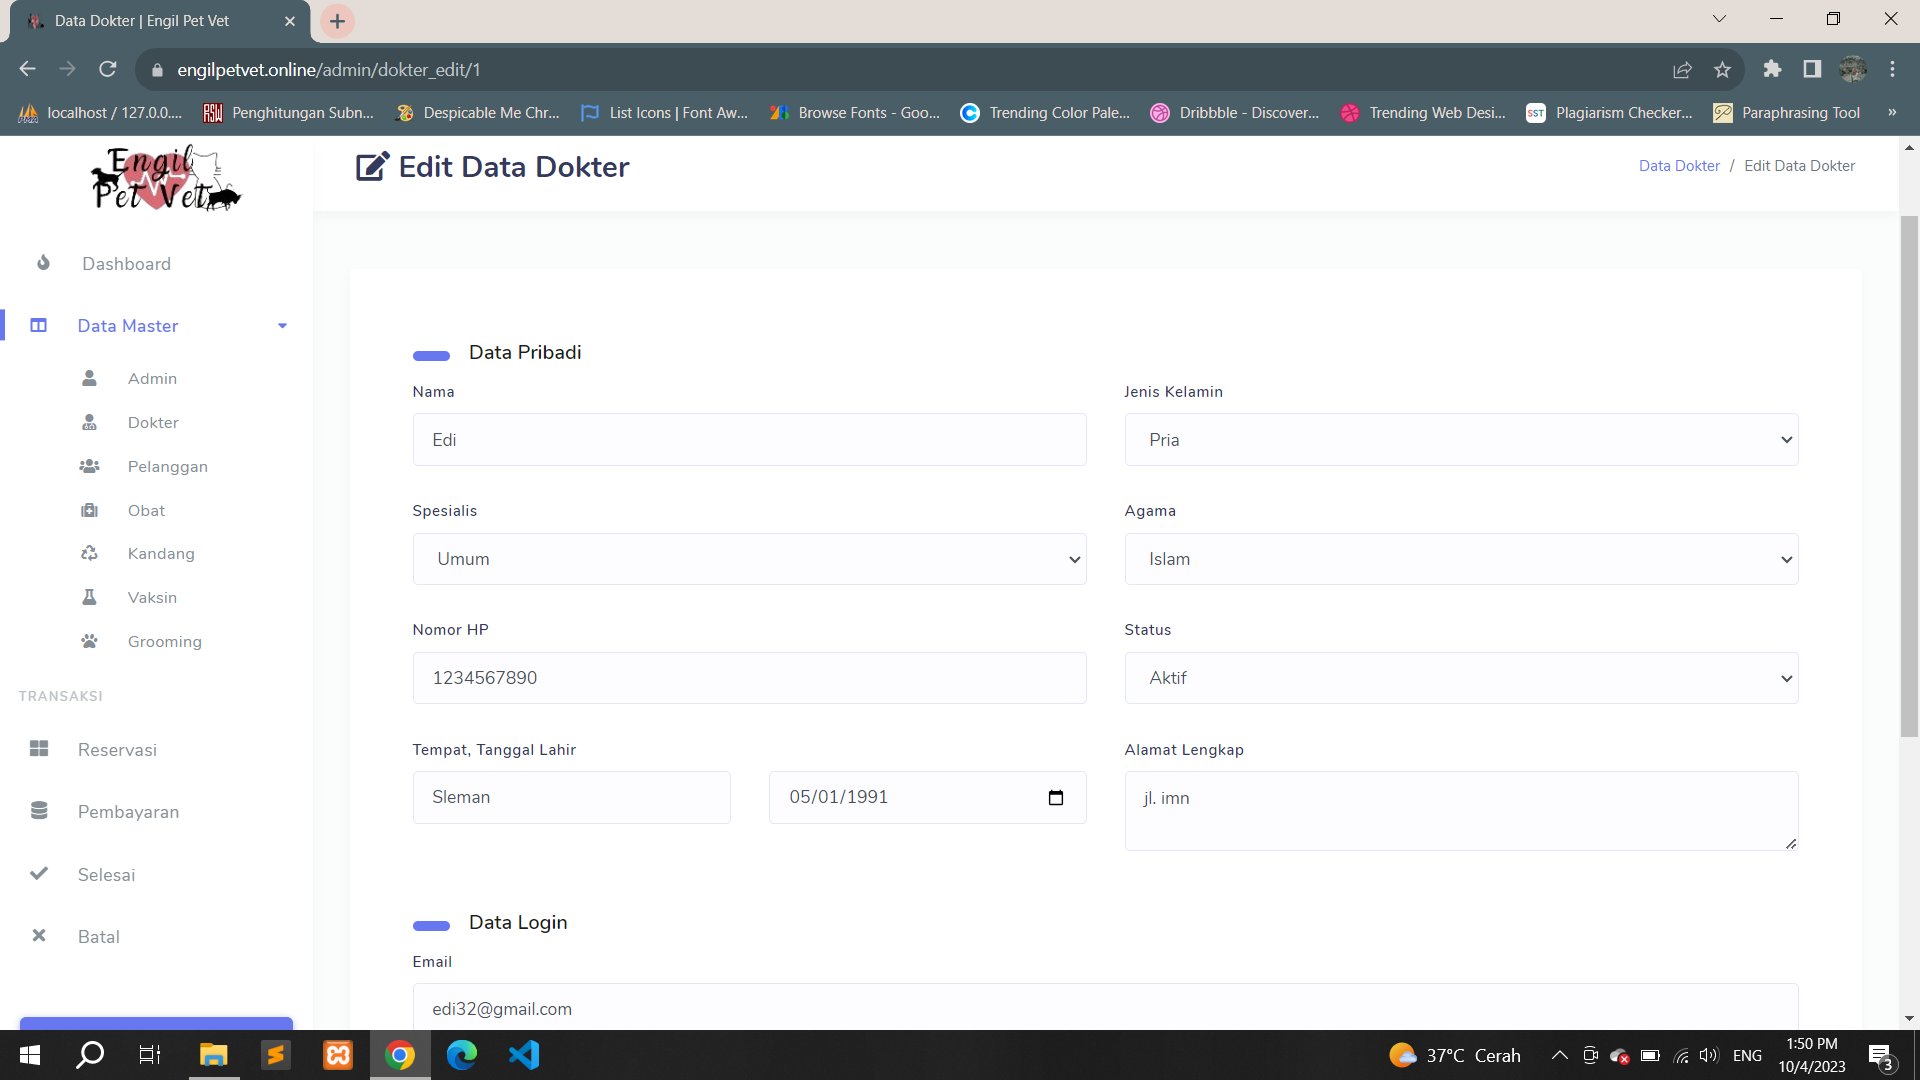 Data Dokter | Engil Pet Vet
engilpetvet.online/admin/dokter_edit/1
localhost / 127.0.0.... Penghitungan Subn... Despicable Me Chr... List Icons | Font Aw... Browse Fonts - Goo... Trending Color Pale... Dribbble - Discover... Trending Web Desi... SST Plagiarism Checker... Paraphrasing Tool »
Engil
Pet Vet
Edit Data Dokter
Data Dokter / Edit Data Dokter
Dashboard
Data Master
Admin
Dokter
Pelanggan
Obat
Kandang
Vaksin
Grooming
TRANSAKSI
Reservasi
Pembayaran
Selesai
Batal
Data Pribadi
Nama
Edi
Jenis Kelamin
Pria
Spesialis
Umum
Agama
Islam
Nomor HP
1234567890
Status
Aktif
Tempat, Tanggal Lahir
Sleman
05/01/1991
Alamat Lengkap
jl. imn
Data Login
Email
edi32@gmail.com
37°C Cerah
ENG
1:50 PM
10/4/2023
3